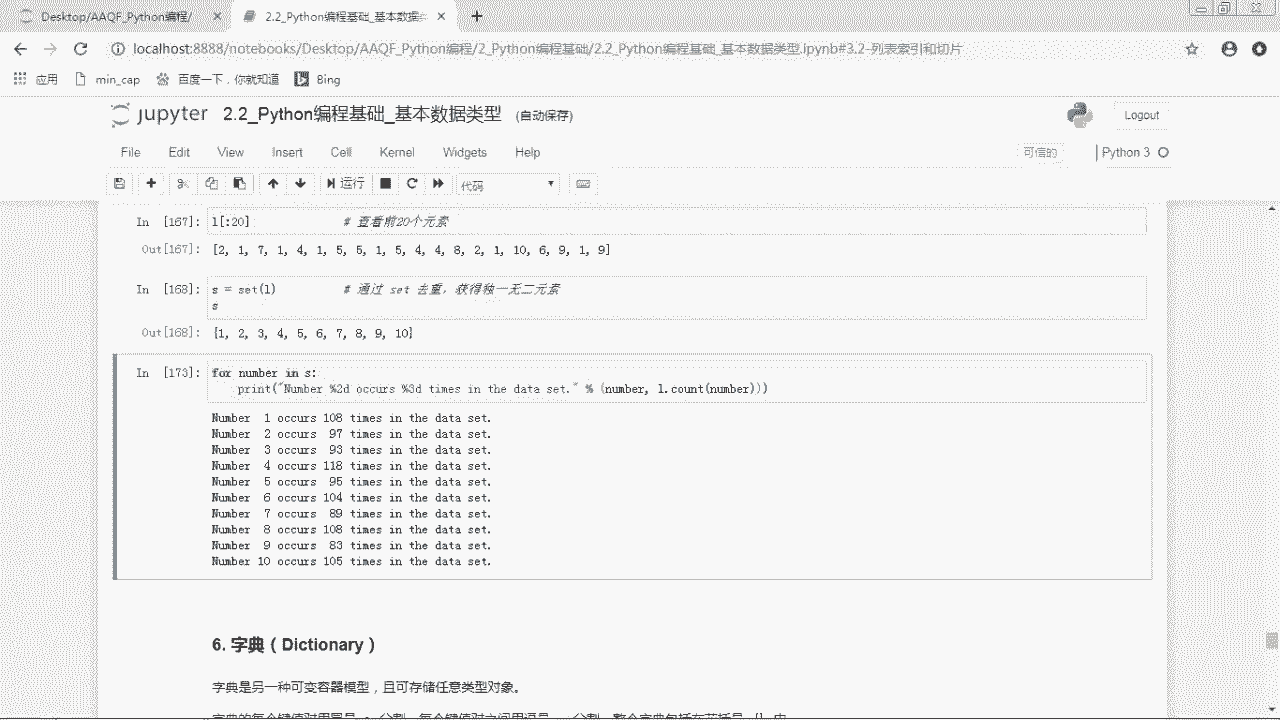 Desktop/AAQF_Python编程/
2.2_Python编程基础_基本数据
localhost:8888/notebooks/Desktop/AAQF_Python编程/2_Python编程基础/2.2_Python编程基础_基本数据类型.ipynb#3.2-列表索引和切片
应用 min_cap 百度一下，你就知道 Bing
jupyter 2.2_Python编程基础_基本数据类型 (自动保存) Logout
File Edit View Insert Cell Kernel Widgets Help 可信的 Python 3
运行 代码
In [167]: l[:20] # 查看前20个元素
Out[167]: [2, 1, 7, 1, 4, 1, 5, 5, 1, 5, 4, 4, 8, 2, 1, 10, 6, 9, 1, 9]
In [168]: s = set(l) # 通过 set 去重，获得独一无二元素
s
Out[168]: {1, 2, 3, 4, 5, 6, 7, 8, 9, 10}
In [173]: for number in s:
print("Number %2d occurs %3d times in the data set." % (number, l.count(number)))
Number  1 occurs 108 times in the data set.
Number  2 occurs  97 times in the data set.
Number  3 occurs  93 times in the data set.
Number  4 occurs 118 times in the data set.
Number  5 occurs  95 times in the data set.
Number  6 occurs 104 times in the data set.
Number  7 occurs  89 times in the data set.
Number  8 occurs 108 times in the data set.
Number  9 occurs  83 times in the data set.
Number 10 occurs 105 times in the data set.
6. 字典（Dictionary）
字典是另一种可变容器模型，且可存储任意类型对象。